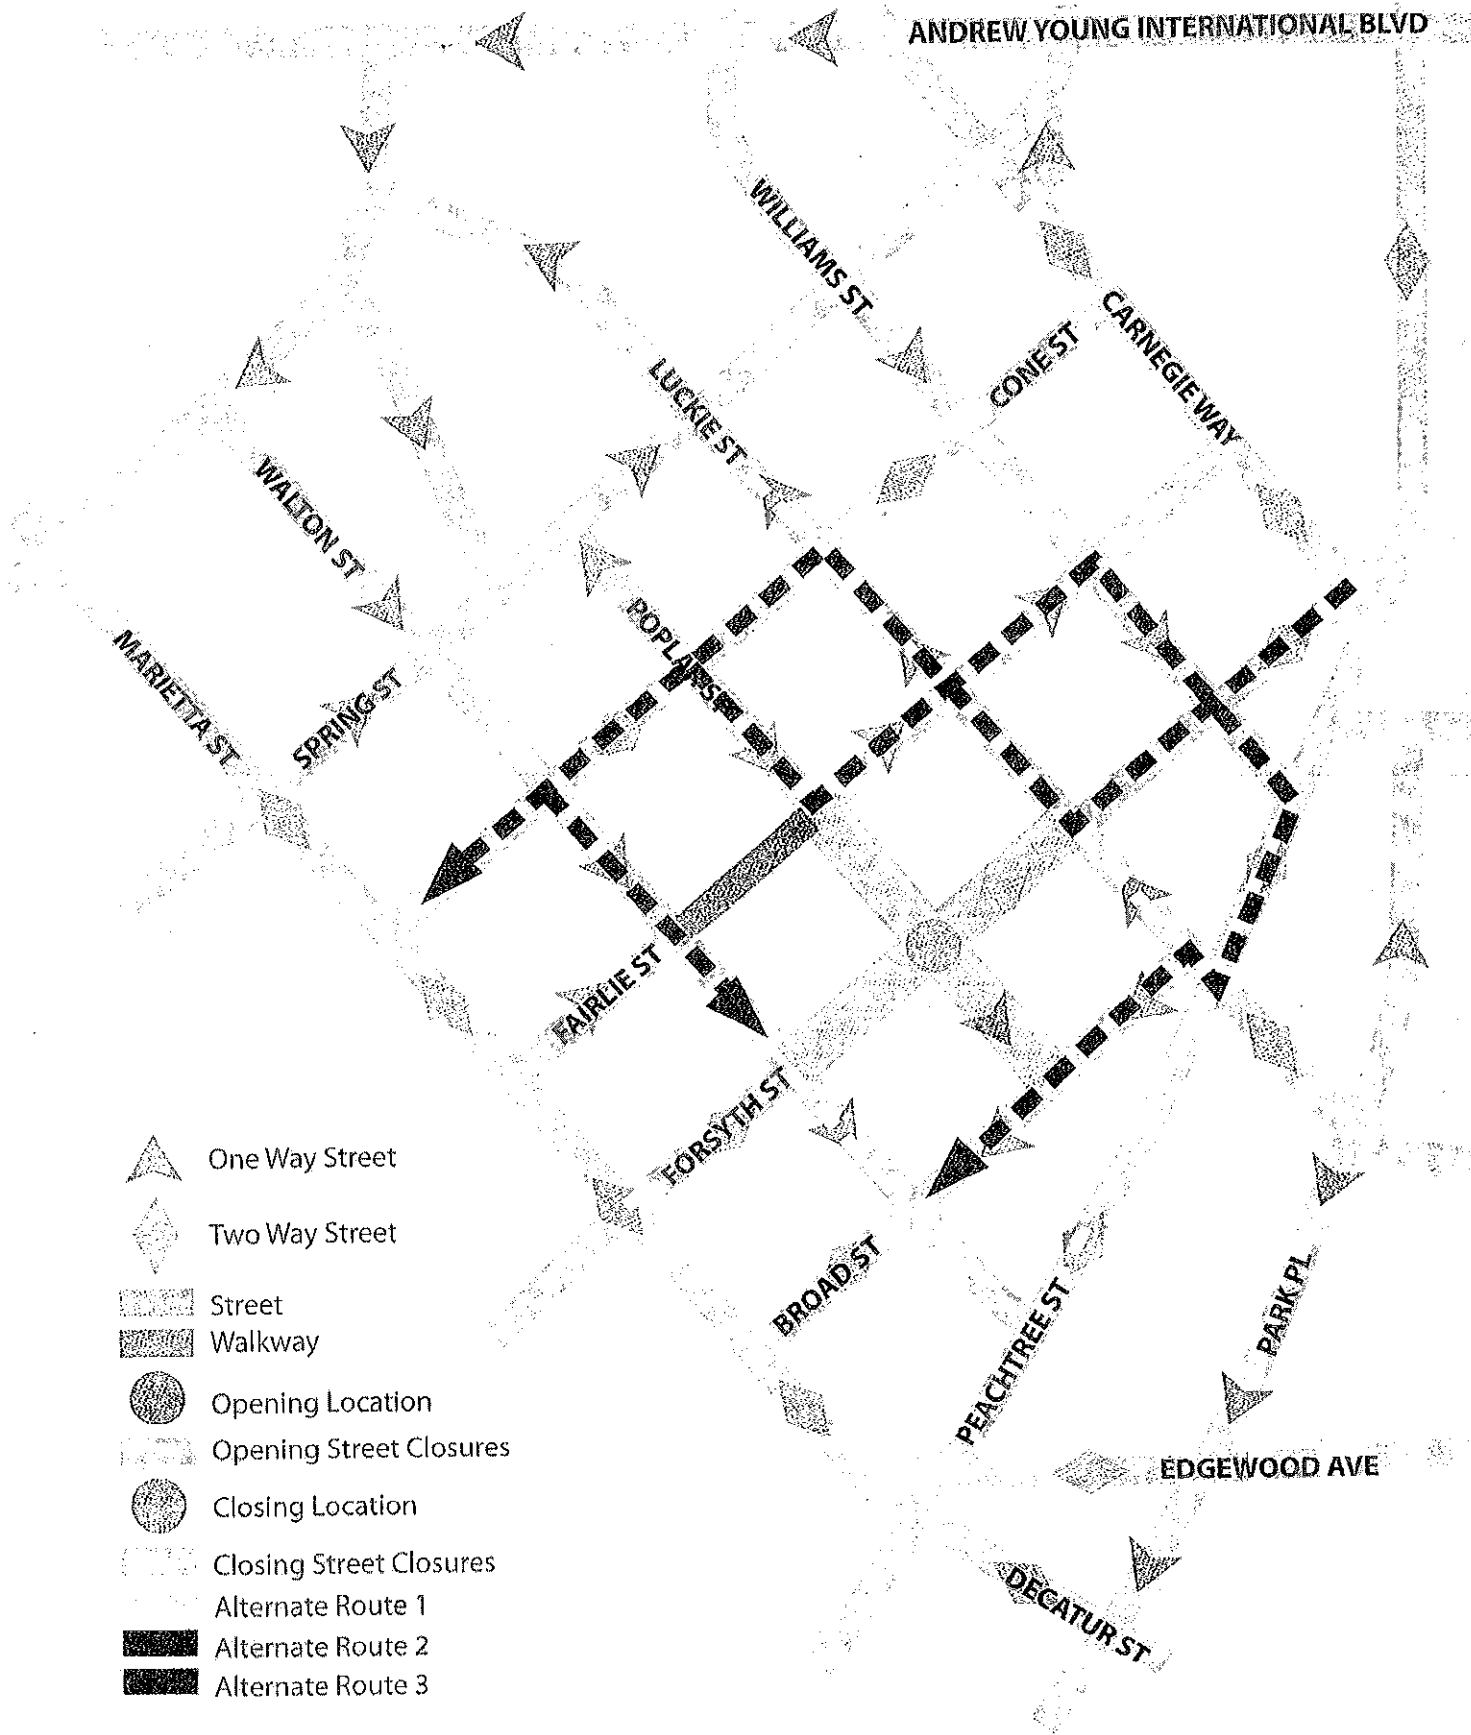 ANDREW YOUNG INTERNATIONAL BLVD
WILLIAMS ST
CONE ST
CARNEGIE WAY
LUCKIE ST
WALTON ST
POPLAR ST
MARIETTA ST
SPRING ST
FAIRLIE ST
FORSYTH ST
BROAD ST
PEACHTREE ST
PARK PL
EDGEWOOD AVE
DECATUR ST
One Way Street
Two Way Street
Street
Walkway
Opening Location
Opening Street Closures
Closing Location
Closing Street Closures
Alternate Route 1
Alternate Route 2
Alternate Route 3